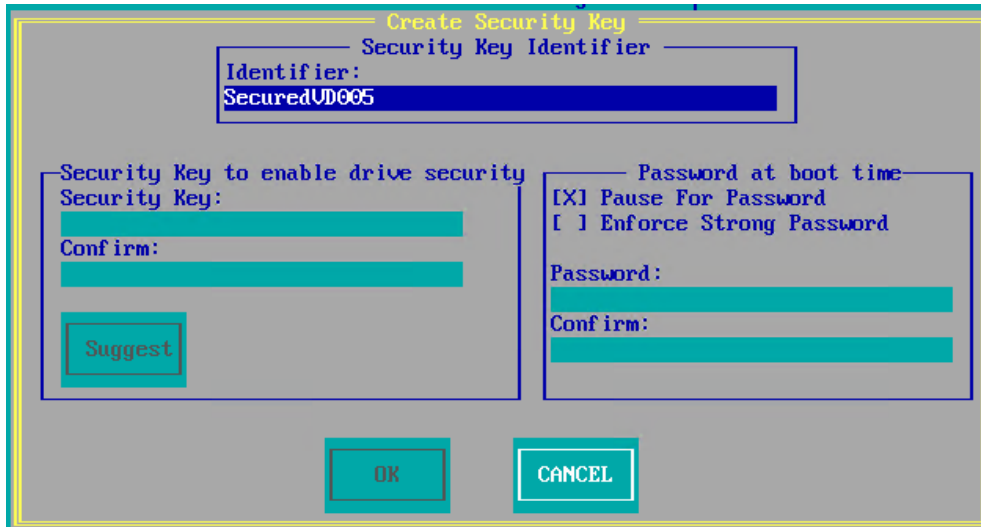 Create Security Key
Security Key Identifier
Identifier:
SecuredVD005
Security Key to enable drive security
Security Key:
Confirm:
Suggest
Password at boot time
[X] Pause For Password
[ ] Enforce Strong Password
Password:
Confirm:
OK
CANCEL